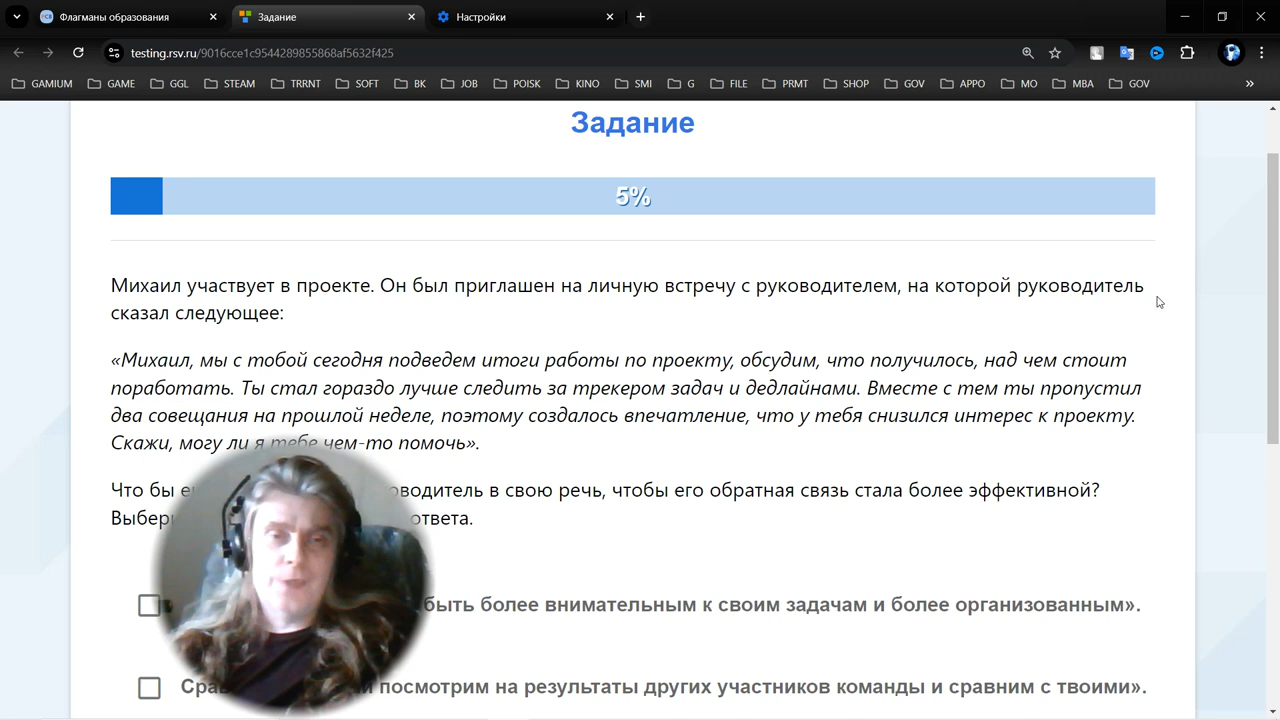 Флагманы образования
Задание
Настройки
testing.rsv.ru/9016cce1c9544289855868af5632f425
GAMIUM GAME GGL STEAM TRRNT SOFT BK JOB POISK KINO SMI G FILE PRMT SHOP GOV APPO MO MBA GOV
Задание
5%
Михаил участвует в проекте. Он был приглашен на личную встречу с руководителем, на которой руководитель
сказал следующее:
«Михаил, мы с тобой сегодня подведем итоги работы по проекту, обсудим, что получилось, над чем стоит
поработать. Ты стал гораздо лучше следить за трекером задач и дедлайнами. Вместе с тем ты пропустил
два совещания на прошлой неделе, поэтому создалось впечатление, что у тебя снизился интерес к проекту.
Скажи, могу ли я тебе чем-то помочь».
Что бы в свою речь, чтобы его обратная связь стала более эффективной?
ответа.
быть более внимательным к своим задачам и более организованным».
посмотрим на результаты других участников команды и сравним с твоими».